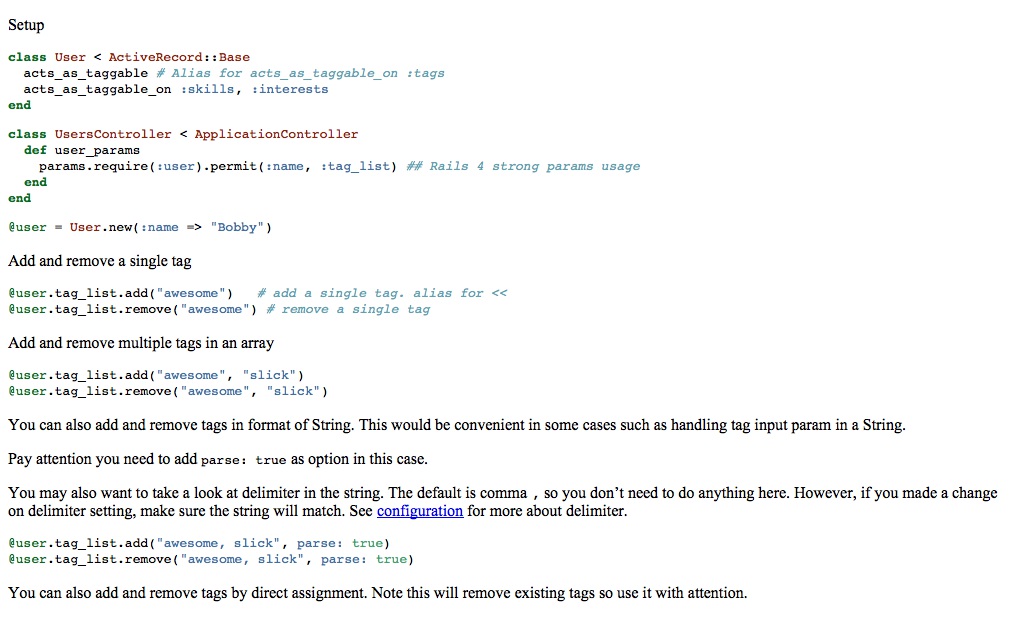 Setup
class User < ActiveRecord::Base
  acts_as_taggable # Alias for acts_as_taggable_on :tags
  acts_as_taggable_on :skills, :interests
end
class UsersController < ApplicationController
  def user_params
    params.require(:user).permit(:name, :tag_list) ## Rails 4 strong params usage
  end
end
@user = User.new(:name => "Bobby")
Add and remove a single tag
@user.tag_list.add("awesome")   # add a single tag. alias for <<
@user.tag_list.remove("awesome") # remove a single tag
Add and remove multiple tags in an array
@user.tag_list.add("awesome", "slick")
@user.tag_list.remove("awesome", "slick")
You can also add and remove tags in format of String. This would be convenient in some cases such as handling tag input param in a String.
Pay attention you need to add parse: true as option in this case.
You may also want to take a look at delimiter in the string. The default is comma , so you don’t need to do anything here. However, if you made a change
on delimiter setting, make sure the string will match. See configuration for more about delimiter.
@user.tag_list.add("awesome, slick", parse: true)
@user.tag_list.remove("awesome, slick", parse: true)
You can also add and remove tags by direct assignment. Note this will remove existing tags so use it with attention.